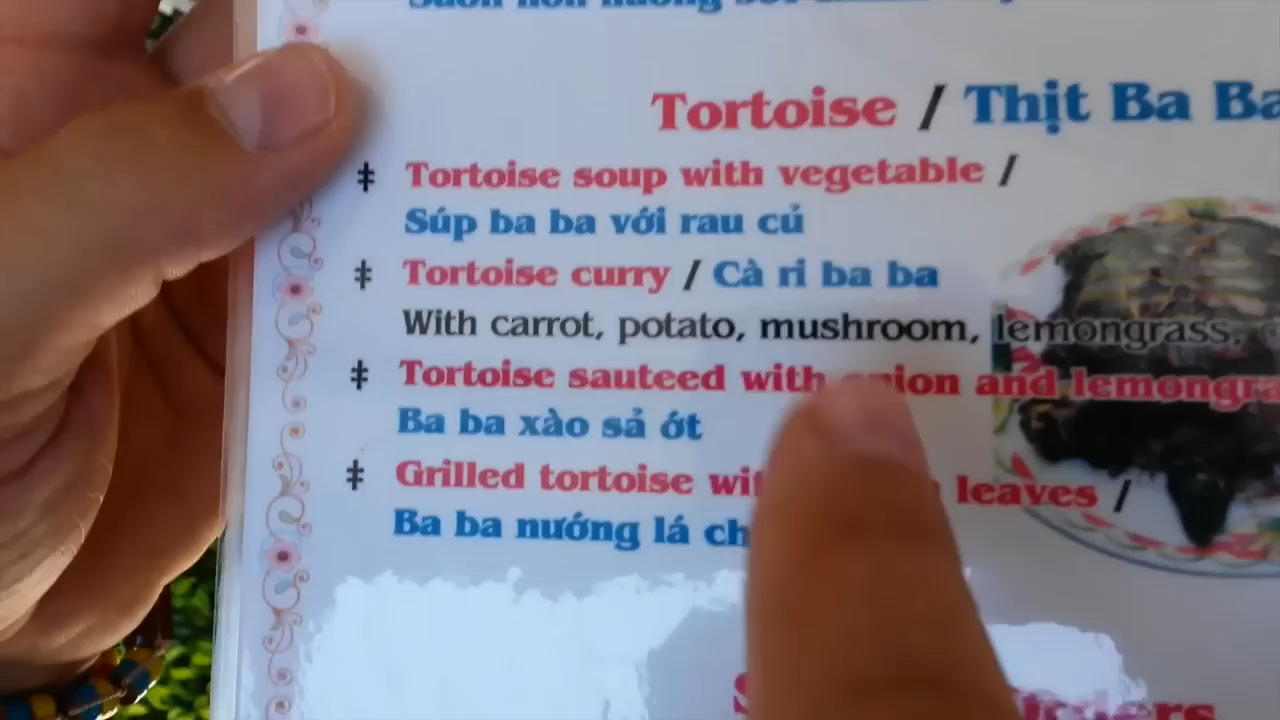 Tortoise / Thịt Ba Ba
‡ Tortoise soup with vegetable /
Súp ba ba với rau củ
‡ Tortoise curry / Cà ri ba ba
With carrot, potato, mushroom, lemongrass,
‡ Tortoise sauteed with onion and
Ba ba xào sả ớt
‡ Grilled tortoise leaves /
Ba ba nướng lá